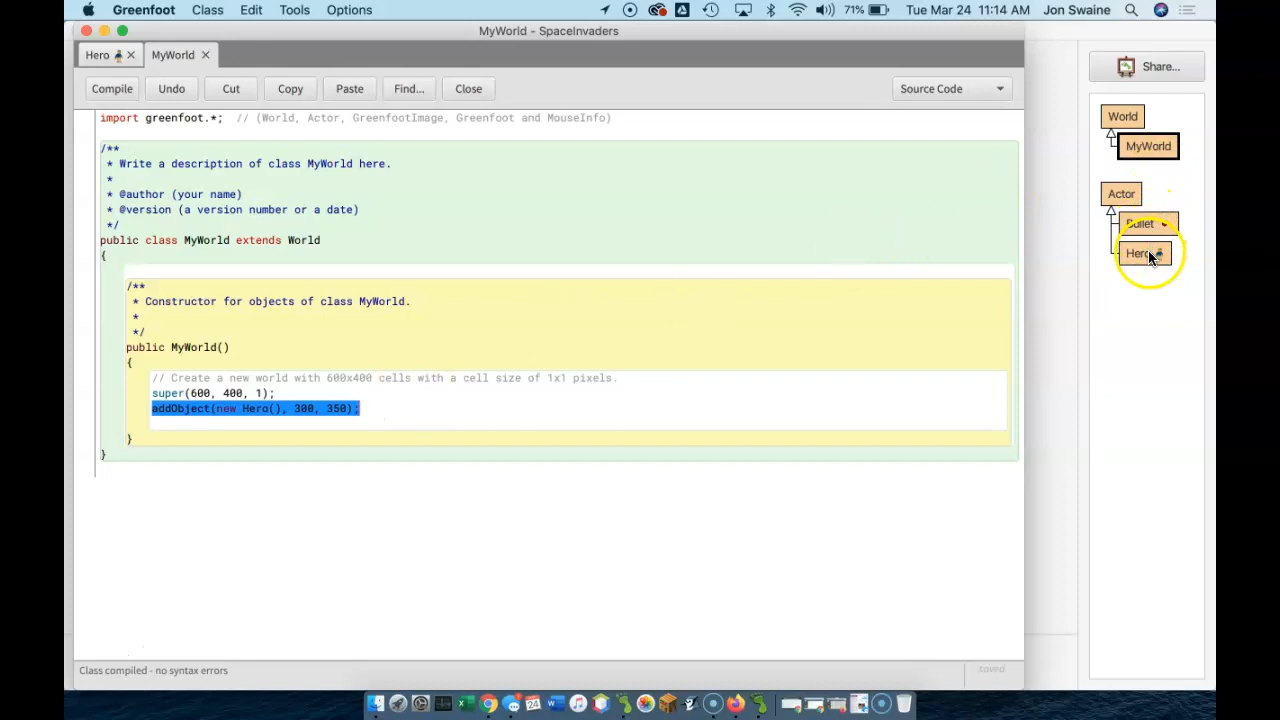 Greenfoot Class Edit Tools Options 71% Tue Mar 24 11:14 AM Jon Swaine
MyWorld - SpaceInvaders
Hero MyWorld
Compile Undo Cut Copy Paste Find... Close Source Code
Share...
import greenfoot.*; // (World, Actor, GreenfootImage, Greenfoot and MouseInfo)
/**
* Write a description of class MyWorld here.
*
* @author (your name)
* @version (a version number or a date)
*/
public class MyWorld extends World
{
/**
* Constructor for objects of class MyWorld.
*
*/
public MyWorld()
{
// Create a new world with 600x400 cells with a cell size of 1x1 pixels.
super(600, 400, 1);
addObject(new Hero(), 300, 350);
}
}
World
MyWorld
Actor
Bullet
Hero
Class compiled - no syntax errors
saved
24